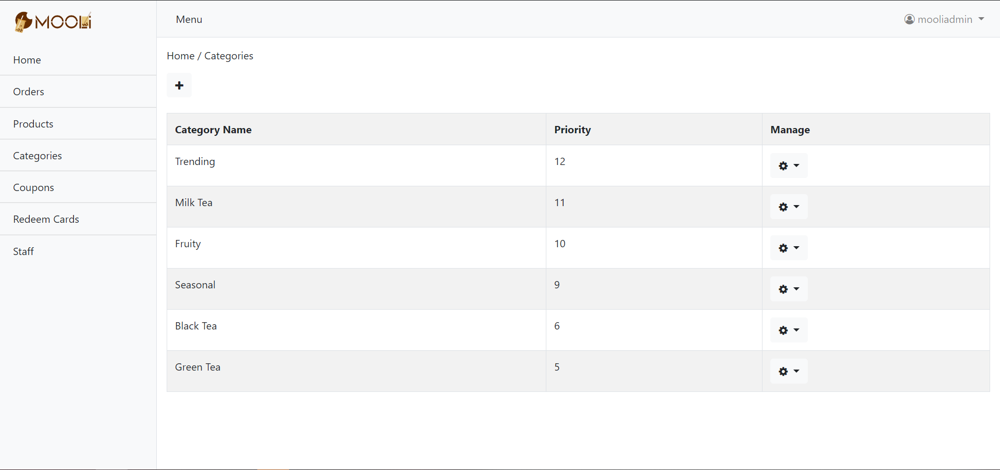 MOOLi
Menu
mooliadmin
Home
Orders
Products
Categories
Coupons
Redeem Cards
Staff
Home / Categories
Category Name Priority Manage
Trending 12
Milk Tea 11
Fruity 10
Seasonal 9
Black Tea 6
Green Tea 5